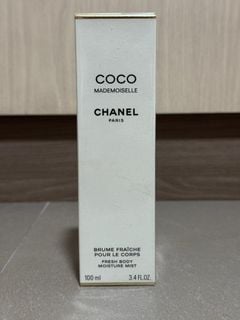 COCO
MADEMOISELLE
CHANEL
PARIS
BRUME FRAÎCHE
POUR LE CORPS
FRESH BODY
MOISTURE MIST
100 ml 3.4 FL.OZ.